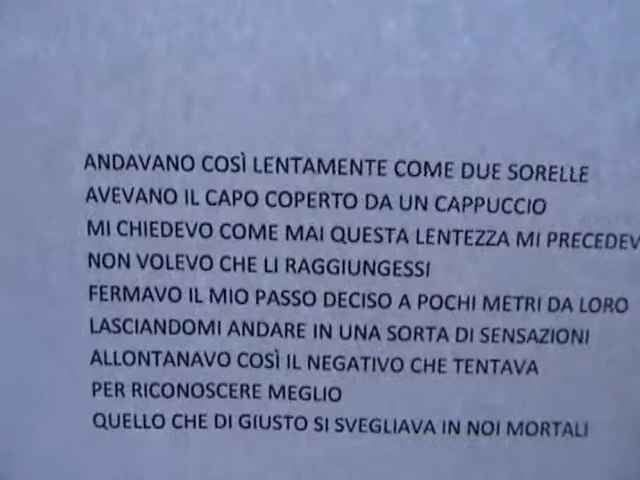 ANDAVANO COSÌ LENTAMENTE COME DUE SORELLE
AVEVANO IL CAPO COPERTO DA UN CAPPUCCIO
MI CHIEDEVO COME MAI QUESTA LENTEZZA MI PRECEDEV
NON VOLEVO CHE LI RAGGIUNGESSI
FERMAVO IL MIO PASSO DECISO A POCHI METRI DA LORO
LASCIANDOMI ANDARE IN UNA SORTA DI SENSAZIONI
ALLONTANAVO COSÌ IL NEGATIVO CHE TENTAVA
PER RICONOSCERE MEGLIO
QUELLO CHE DI GIUSTO SI SVEGLIAVA IN NOI MORTALI